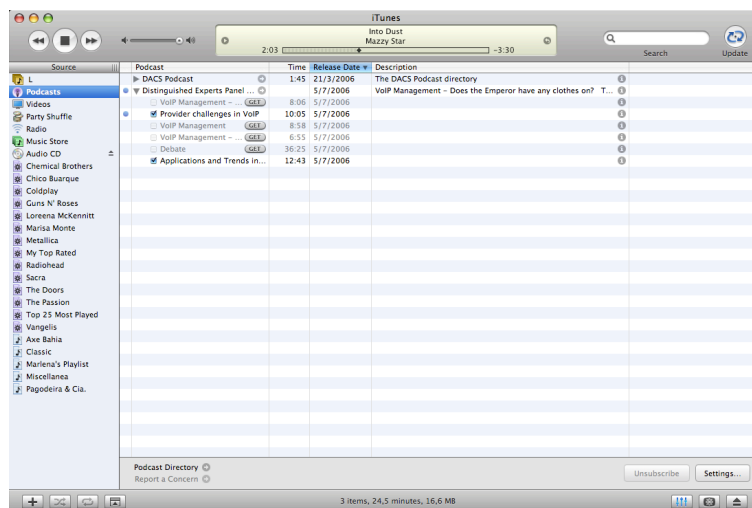 iTunes
Into Dust
Mazzy Star
2:03 -3:30
Search Update
Source Podcast Time Release Date Description
L DACS Podcast 1:45 21/3/2006 The DACS Podcast directory
Podcasts Distinguished Experts Panel ... 5/7/2006 VoIP Management – Does the Emperor have any clothes on? T...
Videos VoIP Management – ... GET 8:06 5/7/2006
Party Shuffle Provider challenges in VoIP 10:05 5/7/2006
Radio VoIP Management GET 8:58 5/7/2006
Music Store VoIP Management – ... GET 6:55 5/7/2006
Audio CD Debate GET 36:25 5/7/2006
Chemical Brothers Applications and Trends in... 12:43 5/7/2006
Chico Buarque
Coldplay
Guns N' Roses
Loreena McKennitt
Marisa Monte
Metallica
My Top Rated
Radiohead
Sacra
The Doors
The Passion
Top 25 Most Played
Vangelis
Axe Bahia
Classic
Marlena's Playlist
Miscellanea
Pagodeira & Cia.
Podcast Directory
Report a Concern
Unsubscribe Settings...
3 items, 24,5 minutes, 16,6 MB